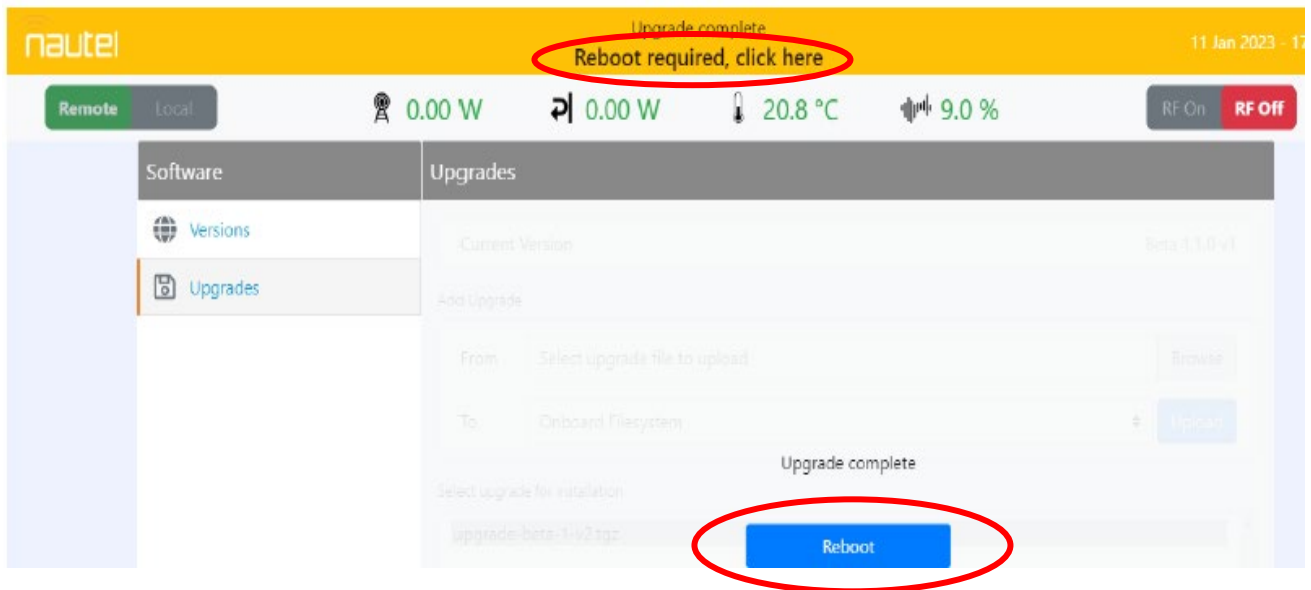 nautel
Upgrade complete
Reboot required, click here
11 Jan 2023 - 17
Remote Local
0.00 W
0.00 W
20.8 °C
9.0 %
RF On RF Off
Software
Upgrades
Versions
Upgrades
Current Version
Beta 1.1.0 v1
Add Upgrade
From Select upgrade file to upload Browse
To Onboard Filesystem Upload
Upgrade complete
Select upgrade for installation
upgrade-beta-1-v2.tgz
Reboot